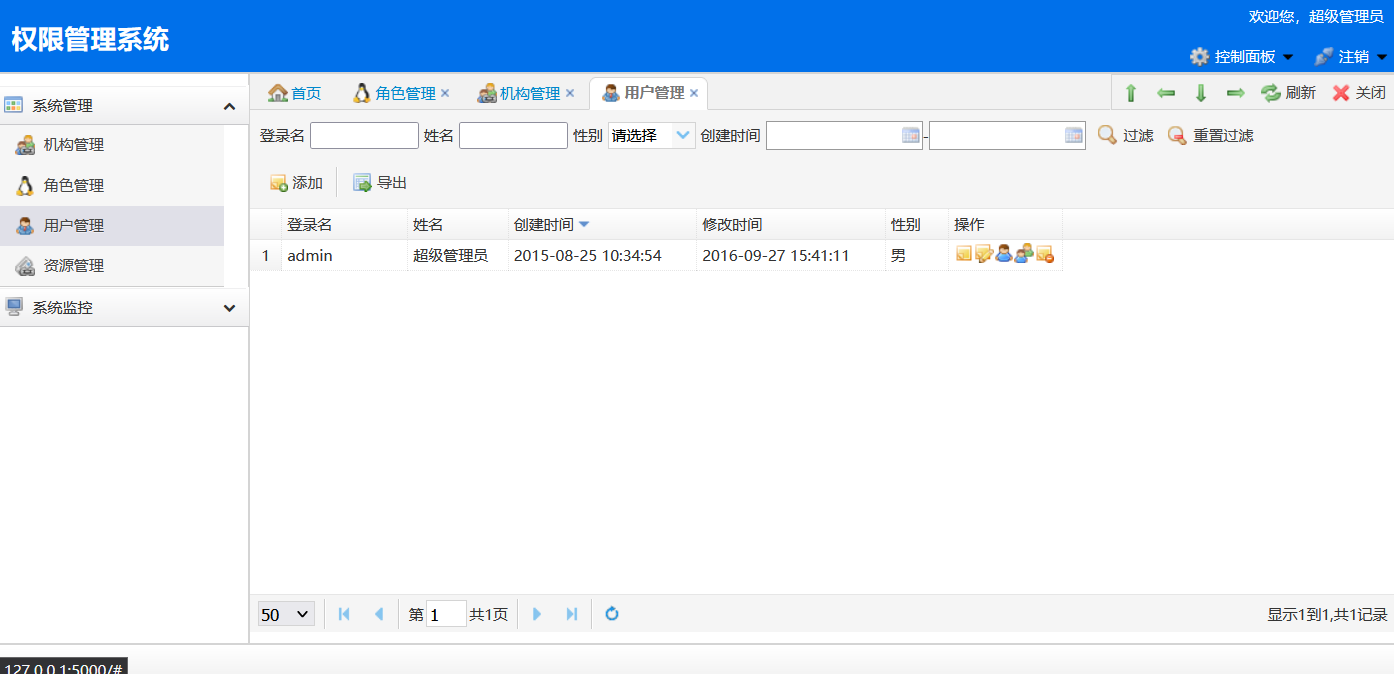 欢迎您，超级管理员
权限管理系统
控制面板 注销
系统管理
机构管理
角色管理
用户管理
资源管理
系统监控
首页 角色管理 × 机构管理 × 用户管理 × 刷新 关闭
登录名 姓名 性别 请选择 创建时间 - 过滤 重置过滤
添加 导出
登录名 姓名 创建时间 修改时间 性别 操作
1 admin 超级管理员 2015-08-25 10:34:54 2016-09-27 15:41:11 男
50 第 1 共1页 显示1到1,共1记录
127.0.0.1:5000/#